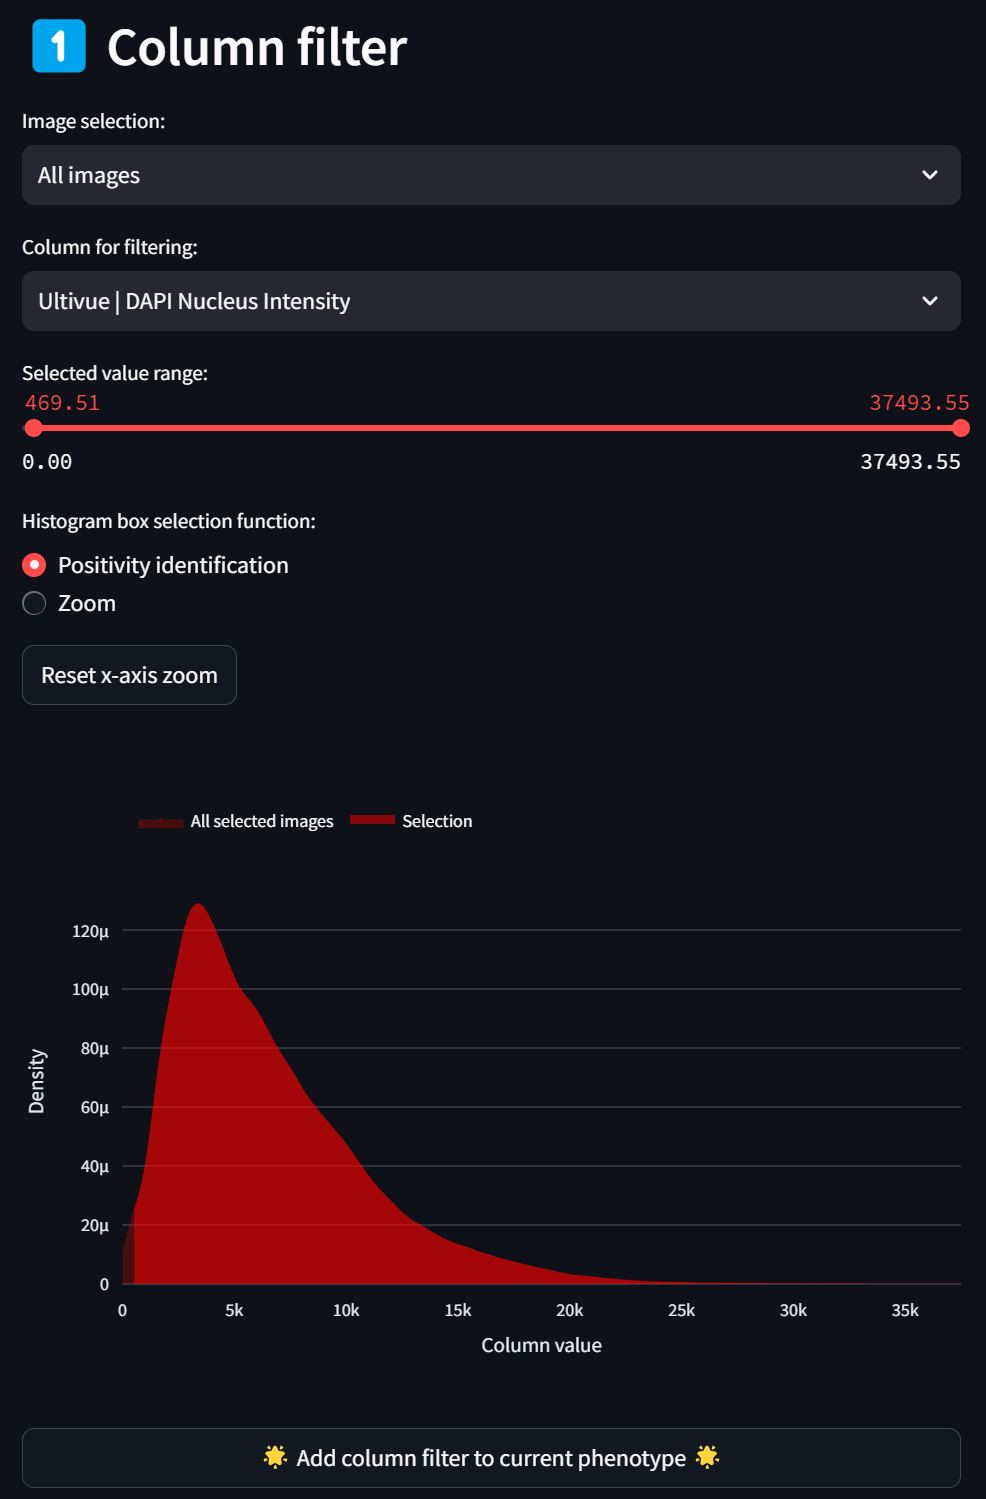 1 Column filter
Image selection:
All images
Column for filtering:
Ultivue | DAPI Nucleus Intensity
Selected value range:
469.51 37493.55
0.00 37493.55
Histogram box selection function:
Positivity identification
Zoom
Reset x-axis zoom
All selected images Selection
120μ
100μ
80μ
60μ
40μ
20μ
0
Density
0 5k 10k 15k 20k 25k 30k 35k
Column value
🌟 Add column filter to current phenotype 🌟